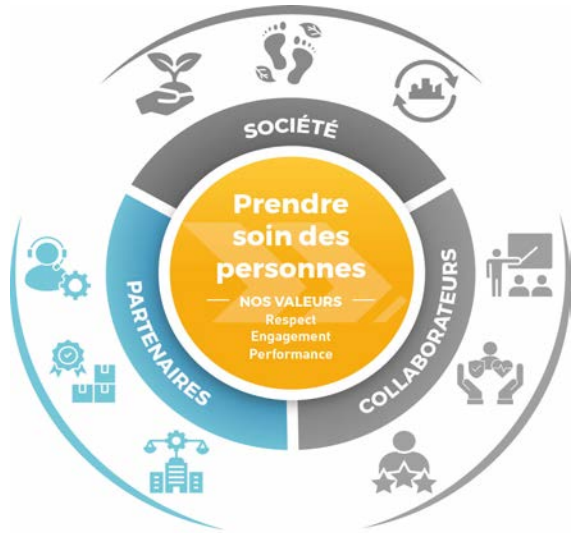 SOCIÉTÉ
Prendre
soin des
personnes
NOS VALEURS
Respect
Engagement
Performance
PARTENAIRES
COLLABORATEURS